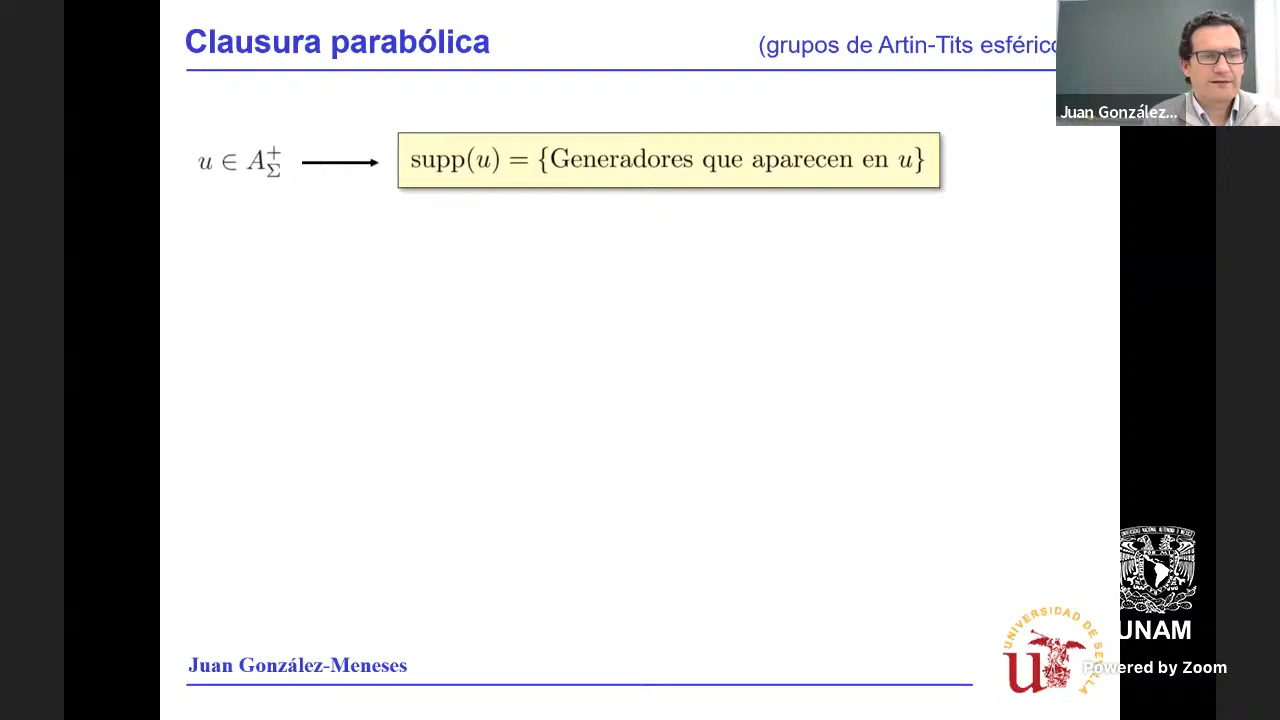 Clausura parabólica
(grupos de Artin-Tits esféric
Juan González...
u ∈ A_Σ^+
supp(u) = {Generadores que aparecen en u}
UNIVERSIDAD DE SEVILLA
UNAM
Juan González-Meneses
Powered by Zoom